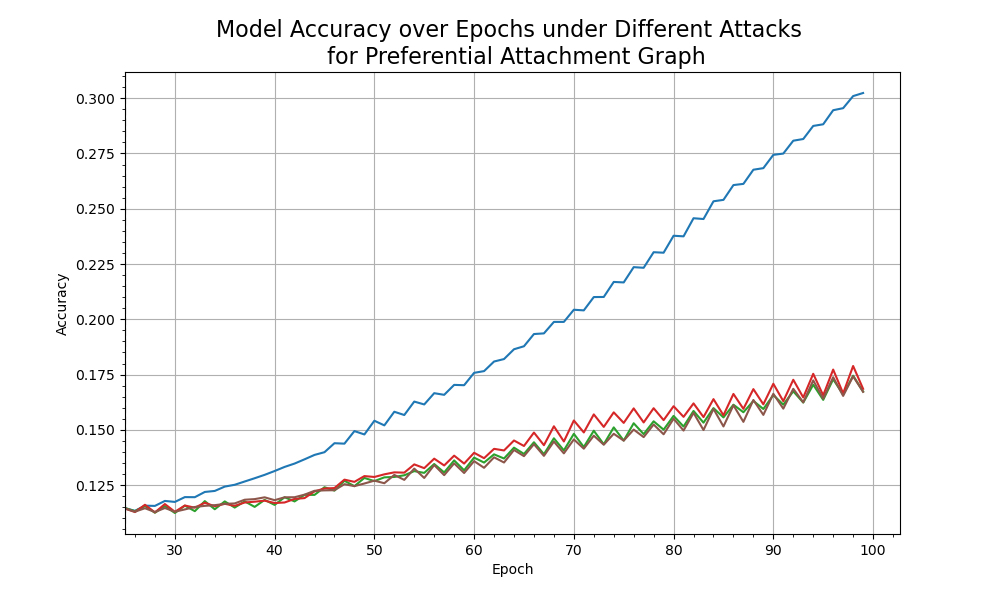 Model Accuracy over Epochs under Different Attacks
for Preferential Attachment Graph
0.300
0.275
0.250
0.225
0.200
0.175
0.150
0.125
Accuracy
30 40 50 60 70 80 90 100
Epoch